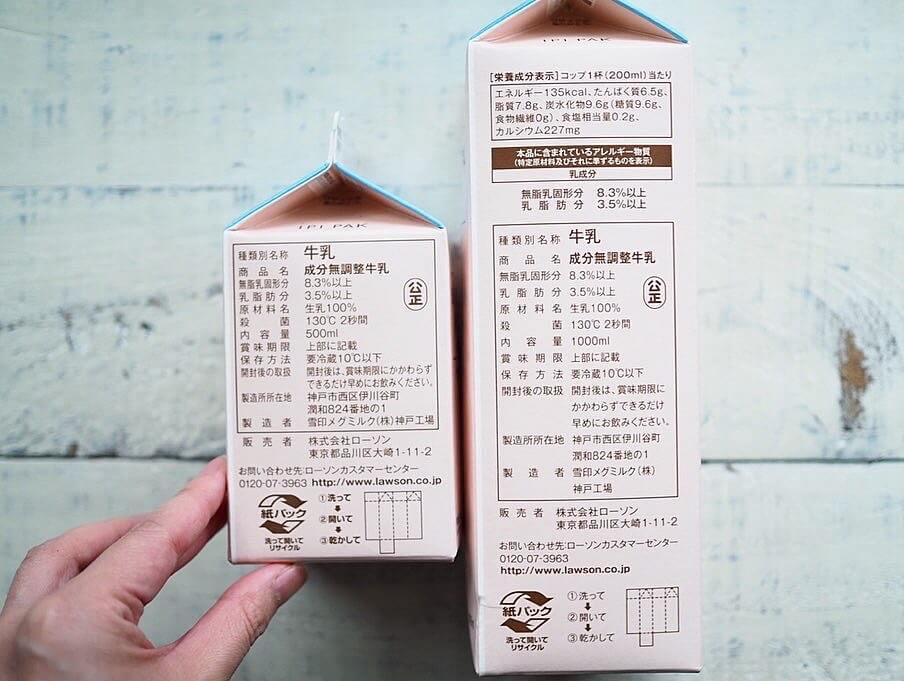 種類別名称 牛乳
商品名 成分無調整牛乳
無脂乳固形分 8.3%以上
乳脂肪分 3.5%以上
原材料名 生乳100%
殺菌 130℃ 2秒間
内容量 500ml
賞味期限 上部に記載
保存方法 要冷蔵10℃以下
開封後の取扱 開封後は、賞味期限にかかわらず
できるだけ早めにお飲みください。
製造所所在地 神戸市西区伊川谷町
潤和824番地の1
製造者 雪印メグミルク(株)神戸工場
公正
販売者 株式会社ローソン
東京都品川区大崎1-11-2
お問い合わせ先:ローソンカスタマーセンター
0120-07-3963 http://www.lawson.co.jp
紙パック
洗って開いて
リサイクル
①洗って
②開いて
③乾かして
[栄養成分表示]コップ1杯(200ml)当たり
エネルギー135kcal、たんぱく質6.5g、
脂質7.8g、炭水化物9.6g(糖質9.6g、
食物繊維0g)、食塩相当量0.2g、
カルシウム227mg
本品に含まれているアレルギー物質
(特定原材料及びそれに準ずるものを表示)
乳成分
無脂乳固形分 8.3%以上
乳脂肪分 3.5%以上
種類別名称 牛乳
商品名 成分無調整牛乳
無脂乳固形分 8.3%以上
乳脂肪分 3.5%以上
原材料名 生乳100%
殺菌 130℃ 2秒間
内容量 1000ml
賞味期限 上部に記載
保存方法 要冷蔵10℃以下
開封後の取扱 開封後は、賞味期限に
かかわらずできるだけ
早めにお飲みください。
製造所所在地 神戸市西区伊川谷町
潤和824番地の1
製造者 雪印メグミルク(株)
神戸工場
公正
販売者 株式会社ローソン
東京都品川区大崎1-11-2
お問い合わせ先:ローソンカスタマーセンター
0120-07-3963
http://www.lawson.co.jp
紙パック
洗って開いて
リサイクル
①洗って
②開いて
③乾かして